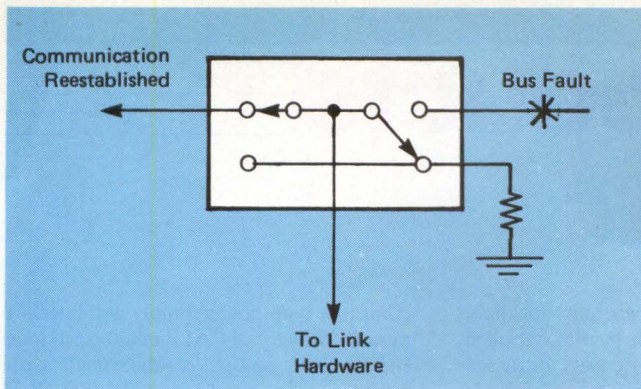 Communication
Reestablished
Bus Fault
To Link
Hardware